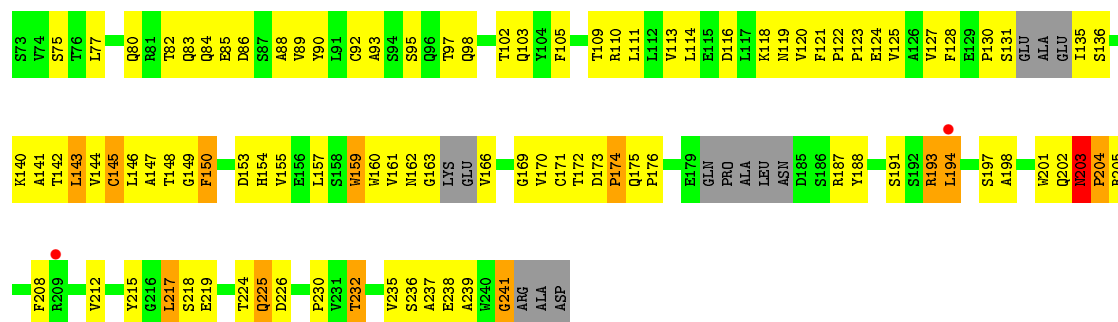 S73 V74 S75 T76 L77 Q80 R81 T82 Q83 Q84 E85 D86 S87 A88 V89 Y90 L91 C92 A93 S94 S95 Q96 T97 Q98 T102 Q103 Y104 F105 T109 R110 L111 L112 V113 L114 E115 D116 L117 K118 N119 V120 F121 P122 P123 E124 V125 A126 V127 F128 E129 P130 S131 GLU ALA GLU I135 S136
K140 A141 T142 L143 V144 C145 L146 A147 T148 G149 F150 D153 H154 V155 E156 L157 S158 W159 W160 V161 N162 G163 LYS GLU V166 G169 V170 C171 T172 D173 P174 Q175 P176 E179 GLN PRO ALA LEU ASN D185 S186 R187 Y188 S191 S192 R193 L194 S197 A198 W201 Q202 N203 P204 R205
F208 R209 V212 Y215 G216 L217 S218 E219 T224 Q225 D226 P230 V231 T232 V235 S236 A237 E238 A239 W240 G241 ARG ALA ASP